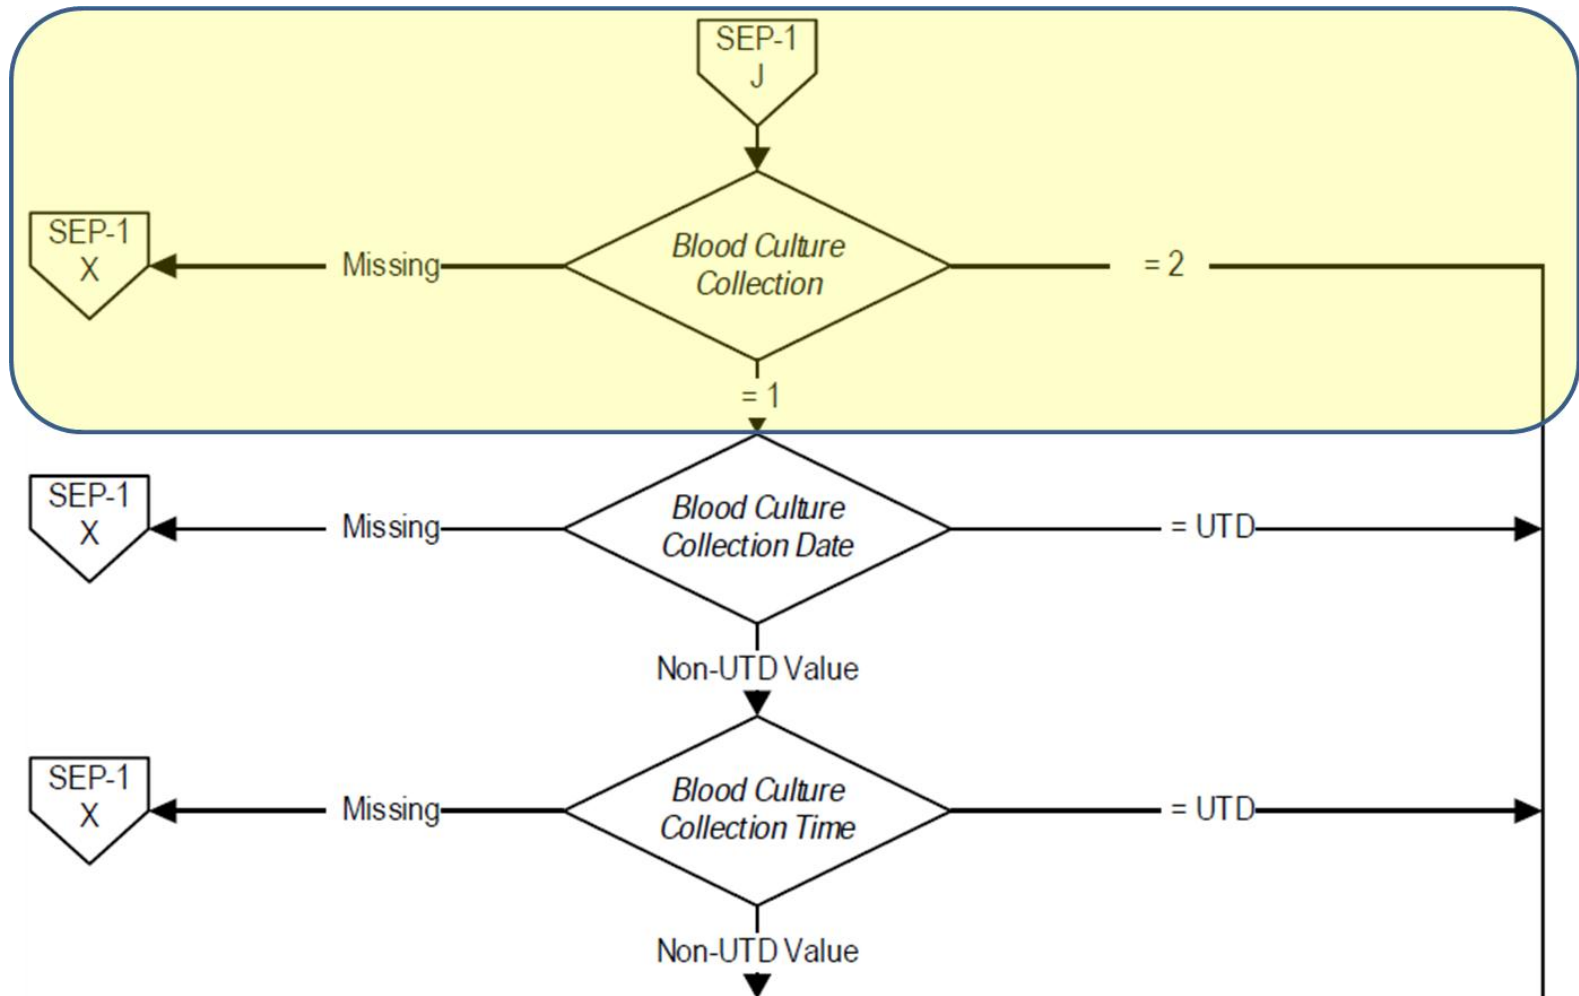 SEP-1
J
SEP-1
X
Missing
Blood Culture
Collection
= 2
= 1
SEP-1
X
Missing
Blood Culture
Collection Date
= UTD
Non-UTD Value
SEP-1
X
Missing
Blood Culture
Collection Time
= UTD
Non-UTD Value